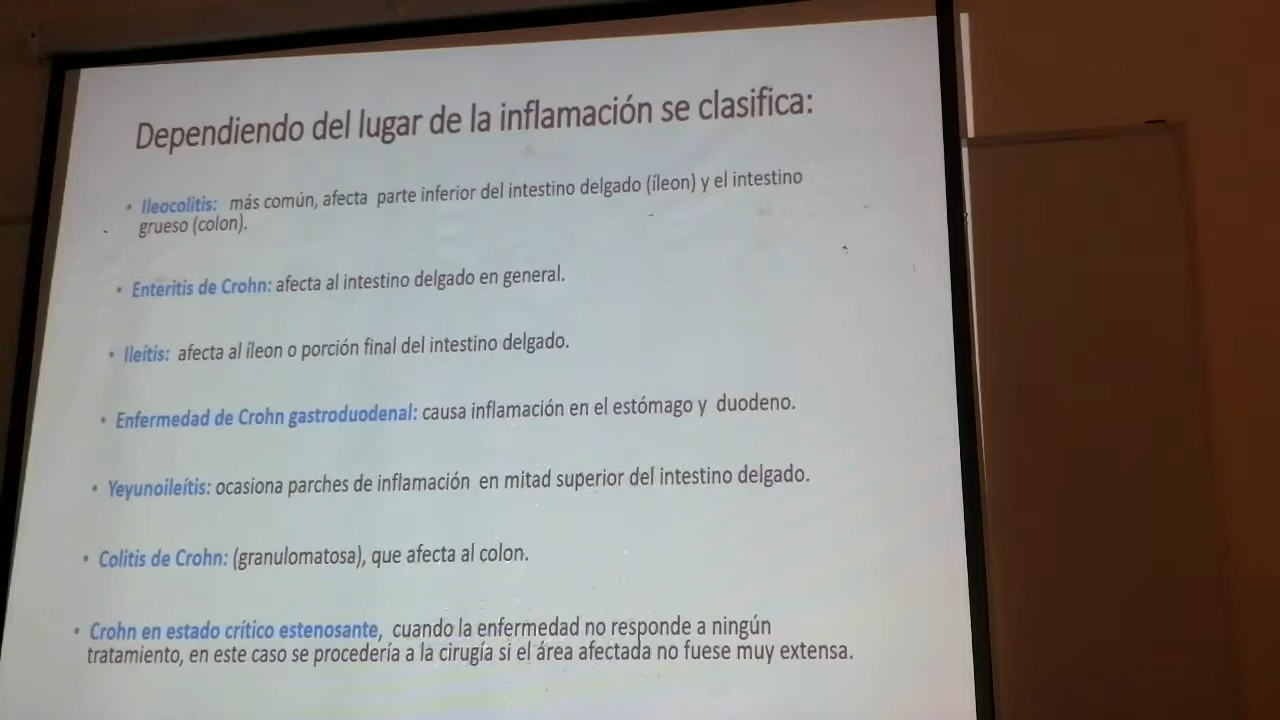 Dependiendo del lugar de la inflamación se clasifica:
• Ileocolitis: más común, afecta parte inferior del intestino delgado (íleon) y el intestino
grueso (colon).
• Enteritis de Crohn: afecta al intestino delgado en general.
• Ileítis: afecta al íleon o porción final del intestino delgado.
• Enfermedad de Crohn gastroduodenal: causa inflamación en el estómago y duodeno.
• Yeyunoileítis: ocasiona parches de inflamación en mitad superior del intestino delgado.
• Colitis de Crohn: (granulomatosa), que afecta al colon.
• Crohn en estado crítico estenosante, cuando la enfermedad no responde a ningún
tratamiento, en este caso se procedería a la cirugía si el área afectada no fuese muy extensa.